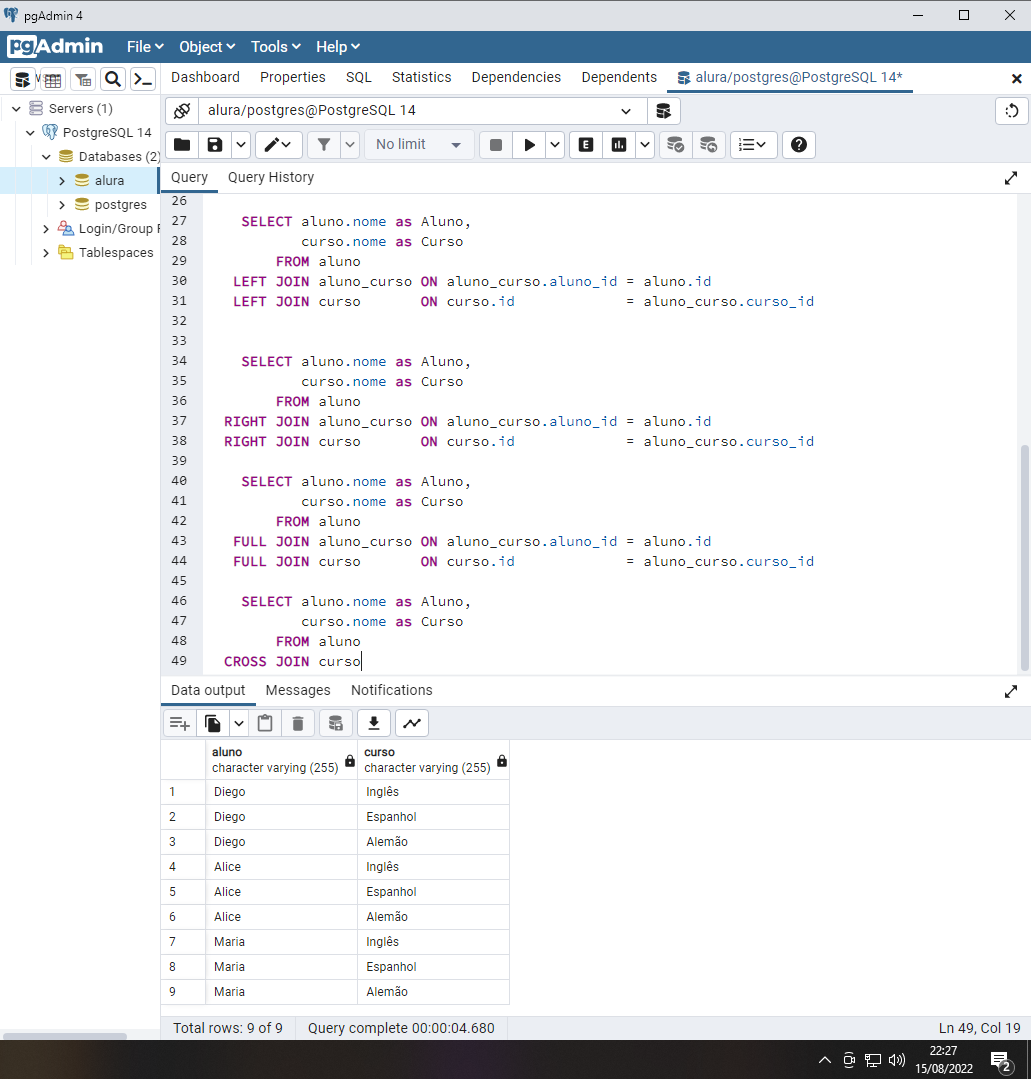 pgAdmin 4
pgAdmin File Object Tools Help
Dashboard Properties SQL Statistics Dependencies Dependents alura/postgres@PostgreSQL 14*
Servers (1)
PostgreSQL 14
Databases (2)
alura
postgres
Login/Group
Tablespaces
alura/postgres@PostgreSQL 14
No limit
E
Query Query History
26
27 SELECT aluno.nome as Aluno,
28 curso.nome as Curso
29 FROM aluno
30 LEFT JOIN aluno_curso ON aluno_curso.aluno_id = aluno.id
31 LEFT JOIN curso ON curso.id = aluno_curso.curso_id
32
33
34 SELECT aluno.nome as Aluno,
35 curso.nome as Curso
36 FROM aluno
37 RIGHT JOIN aluno_curso ON aluno_curso.aluno_id = aluno.id
38 RIGHT JOIN curso ON curso.id = aluno_curso.curso_id
39
40 SELECT aluno.nome as Aluno,
41 curso.nome as Curso
42 FROM aluno
43 FULL JOIN aluno_curso ON aluno_curso.aluno_id = aluno.id
44 FULL JOIN curso ON curso.id = aluno_curso.curso_id
45
46 SELECT aluno.nome as Aluno,
47 curso.nome as Curso
48 FROM aluno
49 CROSS JOIN curso
Data output Messages Notifications
aluno curso
character varying (255) character varying (255)
1 Diego Inglês
2 Diego Espanhol
3 Diego Alemão
4 Alice Inglês
5 Alice Espanhol
6 Alice Alemão
7 Maria Inglês
8 Maria Espanhol
9 Maria Alemão
Total rows: 9 of 9 Query complete 00:00:04.680 Ln 49, Col 19
22:27
15/08/2022
2